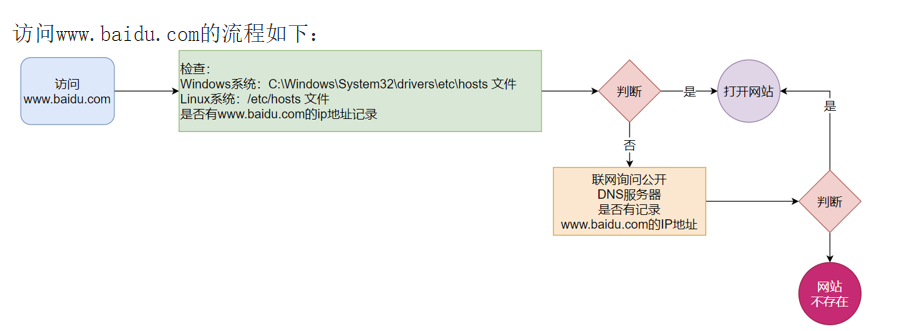 访问www.baidu.com的流程如下：
访问
www.baidu.com
检查：
Windows系统：C:\Windows\System32\drivers\etc\hosts 文件
Linux系统：/etc/hosts 文件
是否有www.baidu.com的ip地址记录
判断
是
打开网站
否
联网询问公开
DNS服务器
是否有记录
www.baidu.com的IP地址
是
判断
网站
不存在